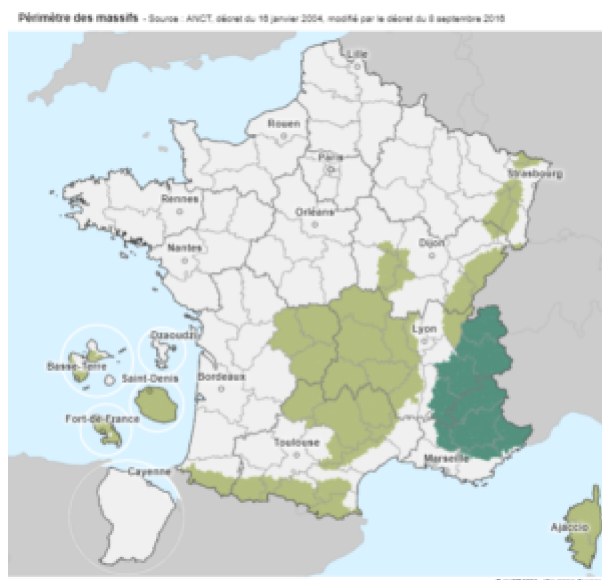 Périmètre des massifs - Source : ANCT, décret du 16 janvier 2004, modifié par le décret du 8 septembre 2016
Lille
Rouen
Paris
Strasbourg
Rennes
Orléans
Nantes
Dijon
Dzaoudzi
Lyon
Basse-Terre
Saint-Denis
Bordeaux
Fort-de-France
Toulouse
Marseille
Cayenne
Ajaccio